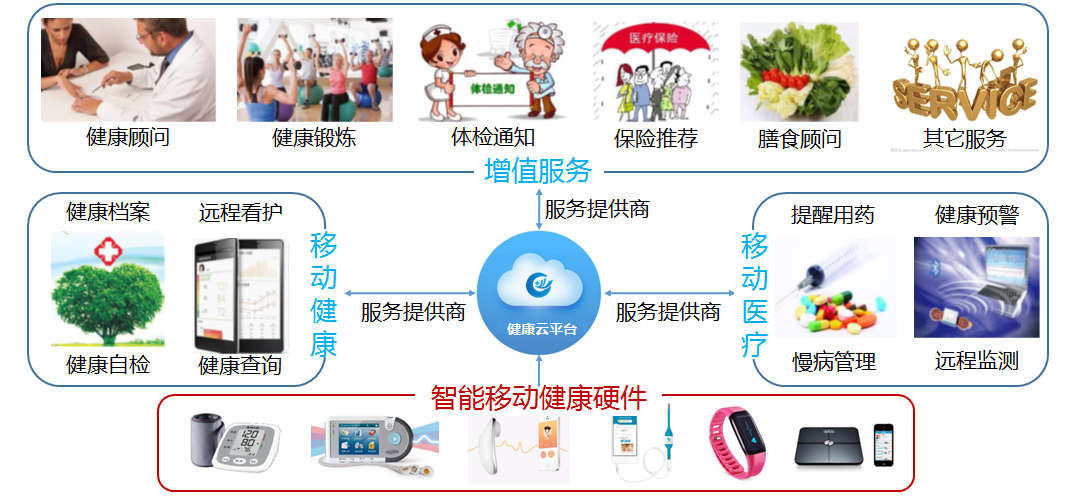 医疗保险
体检通知
SERVICE
健康顾问
健康锻炼
体检通知
保险推荐
膳食顾问
其它服务
增值服务
服务提供商
健康档案
远程看护
移动健康
健康自检
健康查询
服务提供商
健康云平台
服务提供商
移动医疗
提醒用药
健康预警
慢病管理
远程监测
智能移动健康硬件
120
80